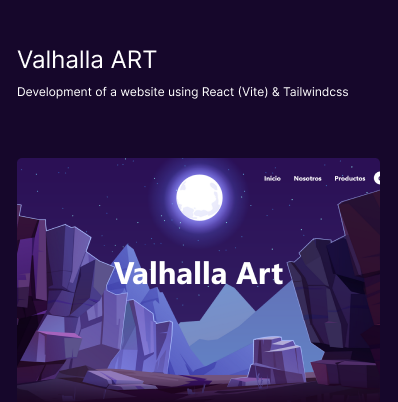 Valhalla ART
Development of a website using React (Vite) & Tailwindcss
Inicio Nosotros Productos
Valhalla Art